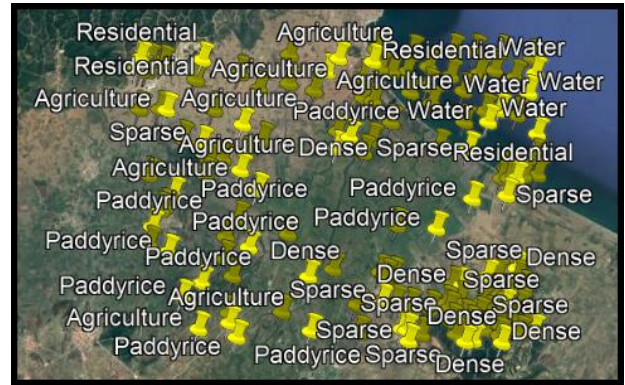 Residential
Agriculture
Residential Water
Residential
Agriculture
Agriculture Water Water
Agriculture
Agriculture
Paddyrice Water Water
Sparse
Agriculture
Dense Sparse Residential
Agriculture
Paddyrice
Paddyrice
Sparse
Paddyrice
Paddyrice
Paddyrice
Paddyrice
Paddyrice
Dense
Sparse Dense
Dense
Sparse
Paddyrice
Agriculture
Sparse
Sparse
Sparse
Agriculture
Sparse
Dense
Dense
Paddyrice
Paddyrice
Sparse
Dense